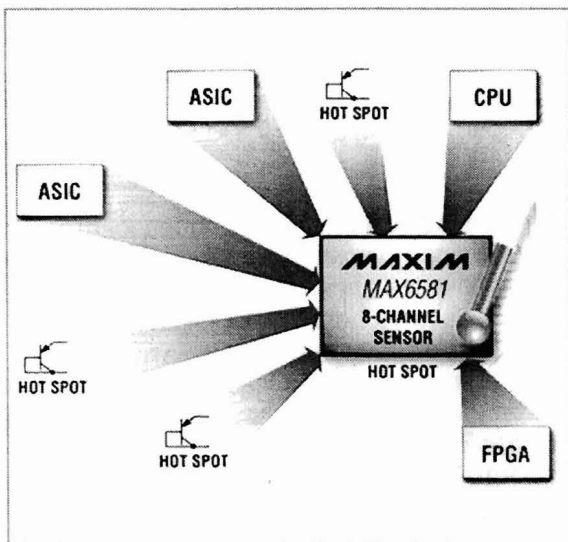 ASIC
HOT SPOT
CPU
ASIC
MAXIM
MAX6581
8-CHANNEL
SENSOR
HOT SPOT
HOT SPOT
HOT SPOT
FPGA